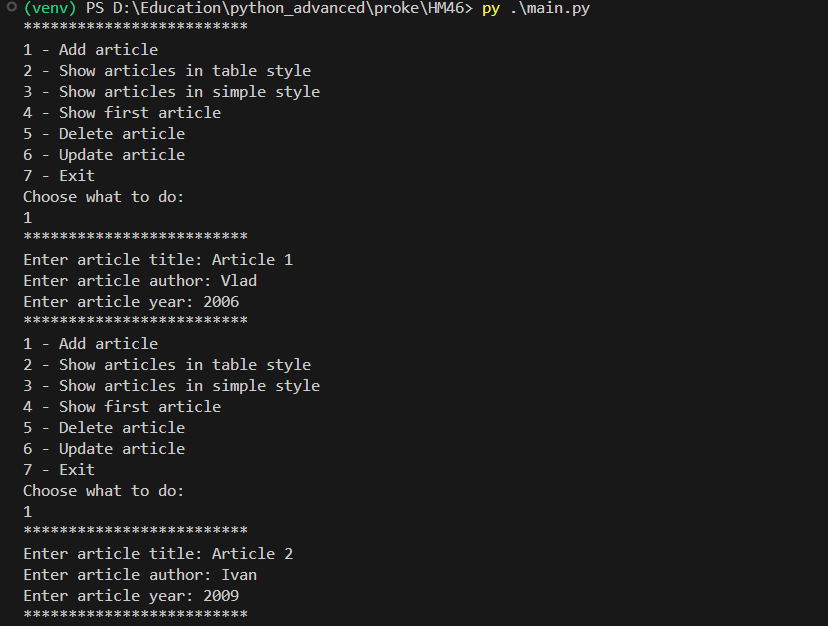 (venv) PS D:\Education\python_advanced\proke\HM46> py .\main.py
*************************
1 - Add article
2 - Show articles in table style
3 - Show articles in simple style
4 - Show first article
5 - Delete article
6 - Update article
7 - Exit
Choose what to do:
1
*************************
Enter article title: Article 1
Enter article author: Vlad
Enter article year: 2006
*************************
1 - Add article
2 - Show articles in table style
3 - Show articles in simple style
4 - Show first article
5 - Delete article
6 - Update article
7 - Exit
Choose what to do:
1
*************************
Enter article title: Article 2
Enter article author: Ivan
Enter article year: 2009
*************************